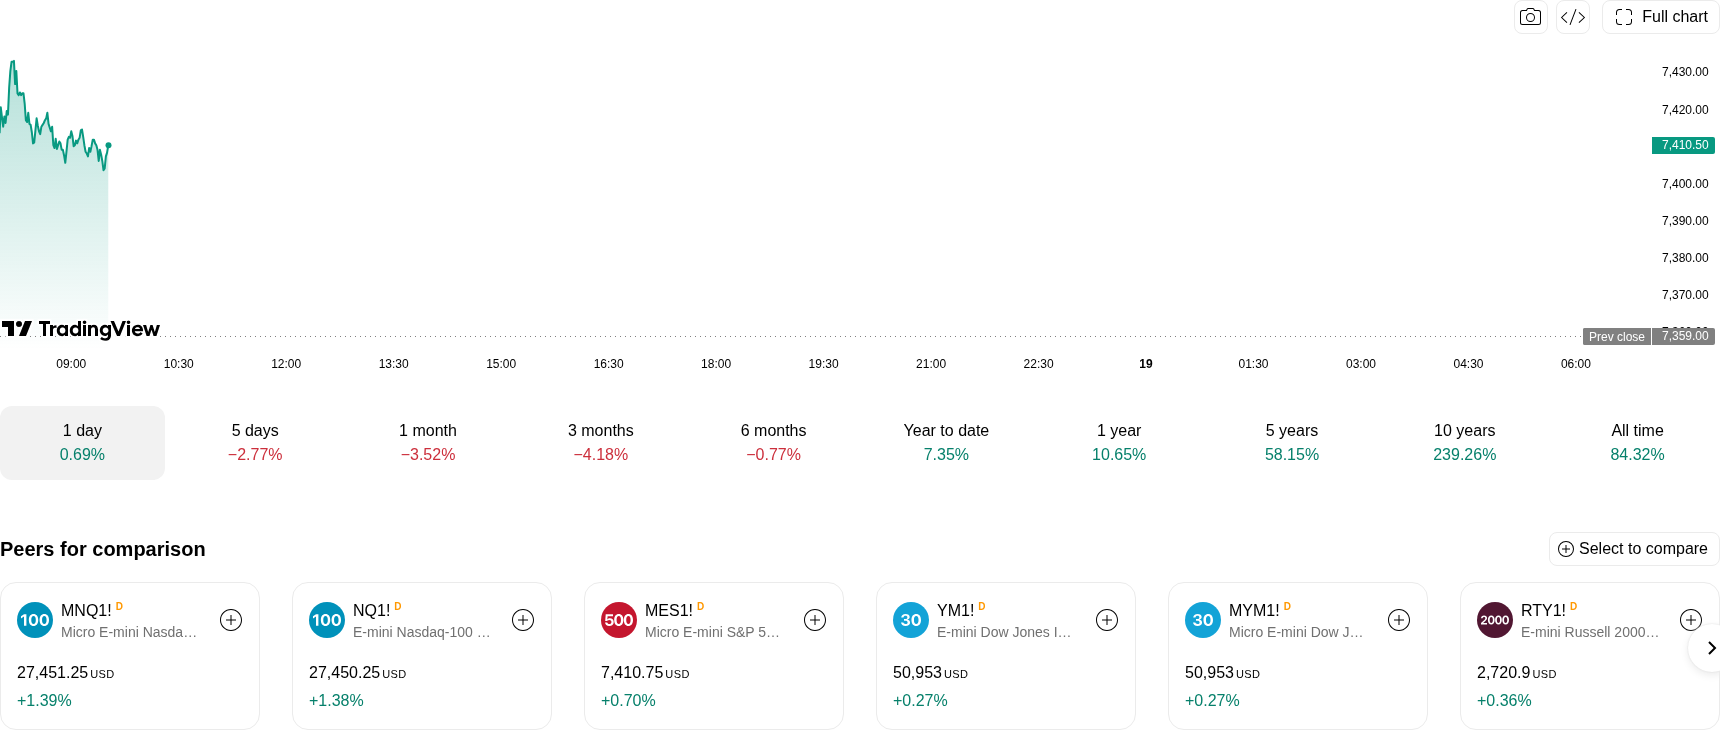 Full chart
7,430.00
7,420.00
7,410.50
7,400.00
7,390.00
7,380.00
7,370.00
TradingView
Prev close 7,359.00
09:00 10:30 12:00 13:30 15:00 16:30 18:00 19:30 21:00 22:30 19 01:30 03:00 04:30 06:00
1 day 5 days 1 month 3 months 6 months Year to date 1 year 5 years 10 years All time
0.69% −2.77% −3.52% −4.18% −0.77% 7.35% 10.65% 58.15% 239.26% 84.32%
Peers for comparison
Select to compare
100 MNQ1! D
Micro E-mini Nasda…
27,451.25 USD
+1.39%
100 NQ1! D
E-mini Nasdaq-100 …
27,450.25 USD
+1.38%
500 MES1! D
Micro E-mini S&P 5…
7,410.75 USD
+0.70%
30 YM1! D
E-mini Dow Jones I…
50,953 USD
+0.27%
30 MYM1! D
Micro E-mini Dow J…
50,953 USD
+0.27%
2000 RTY1! D
E-mini Russell 2000…
2,720.9 USD
+0.36%